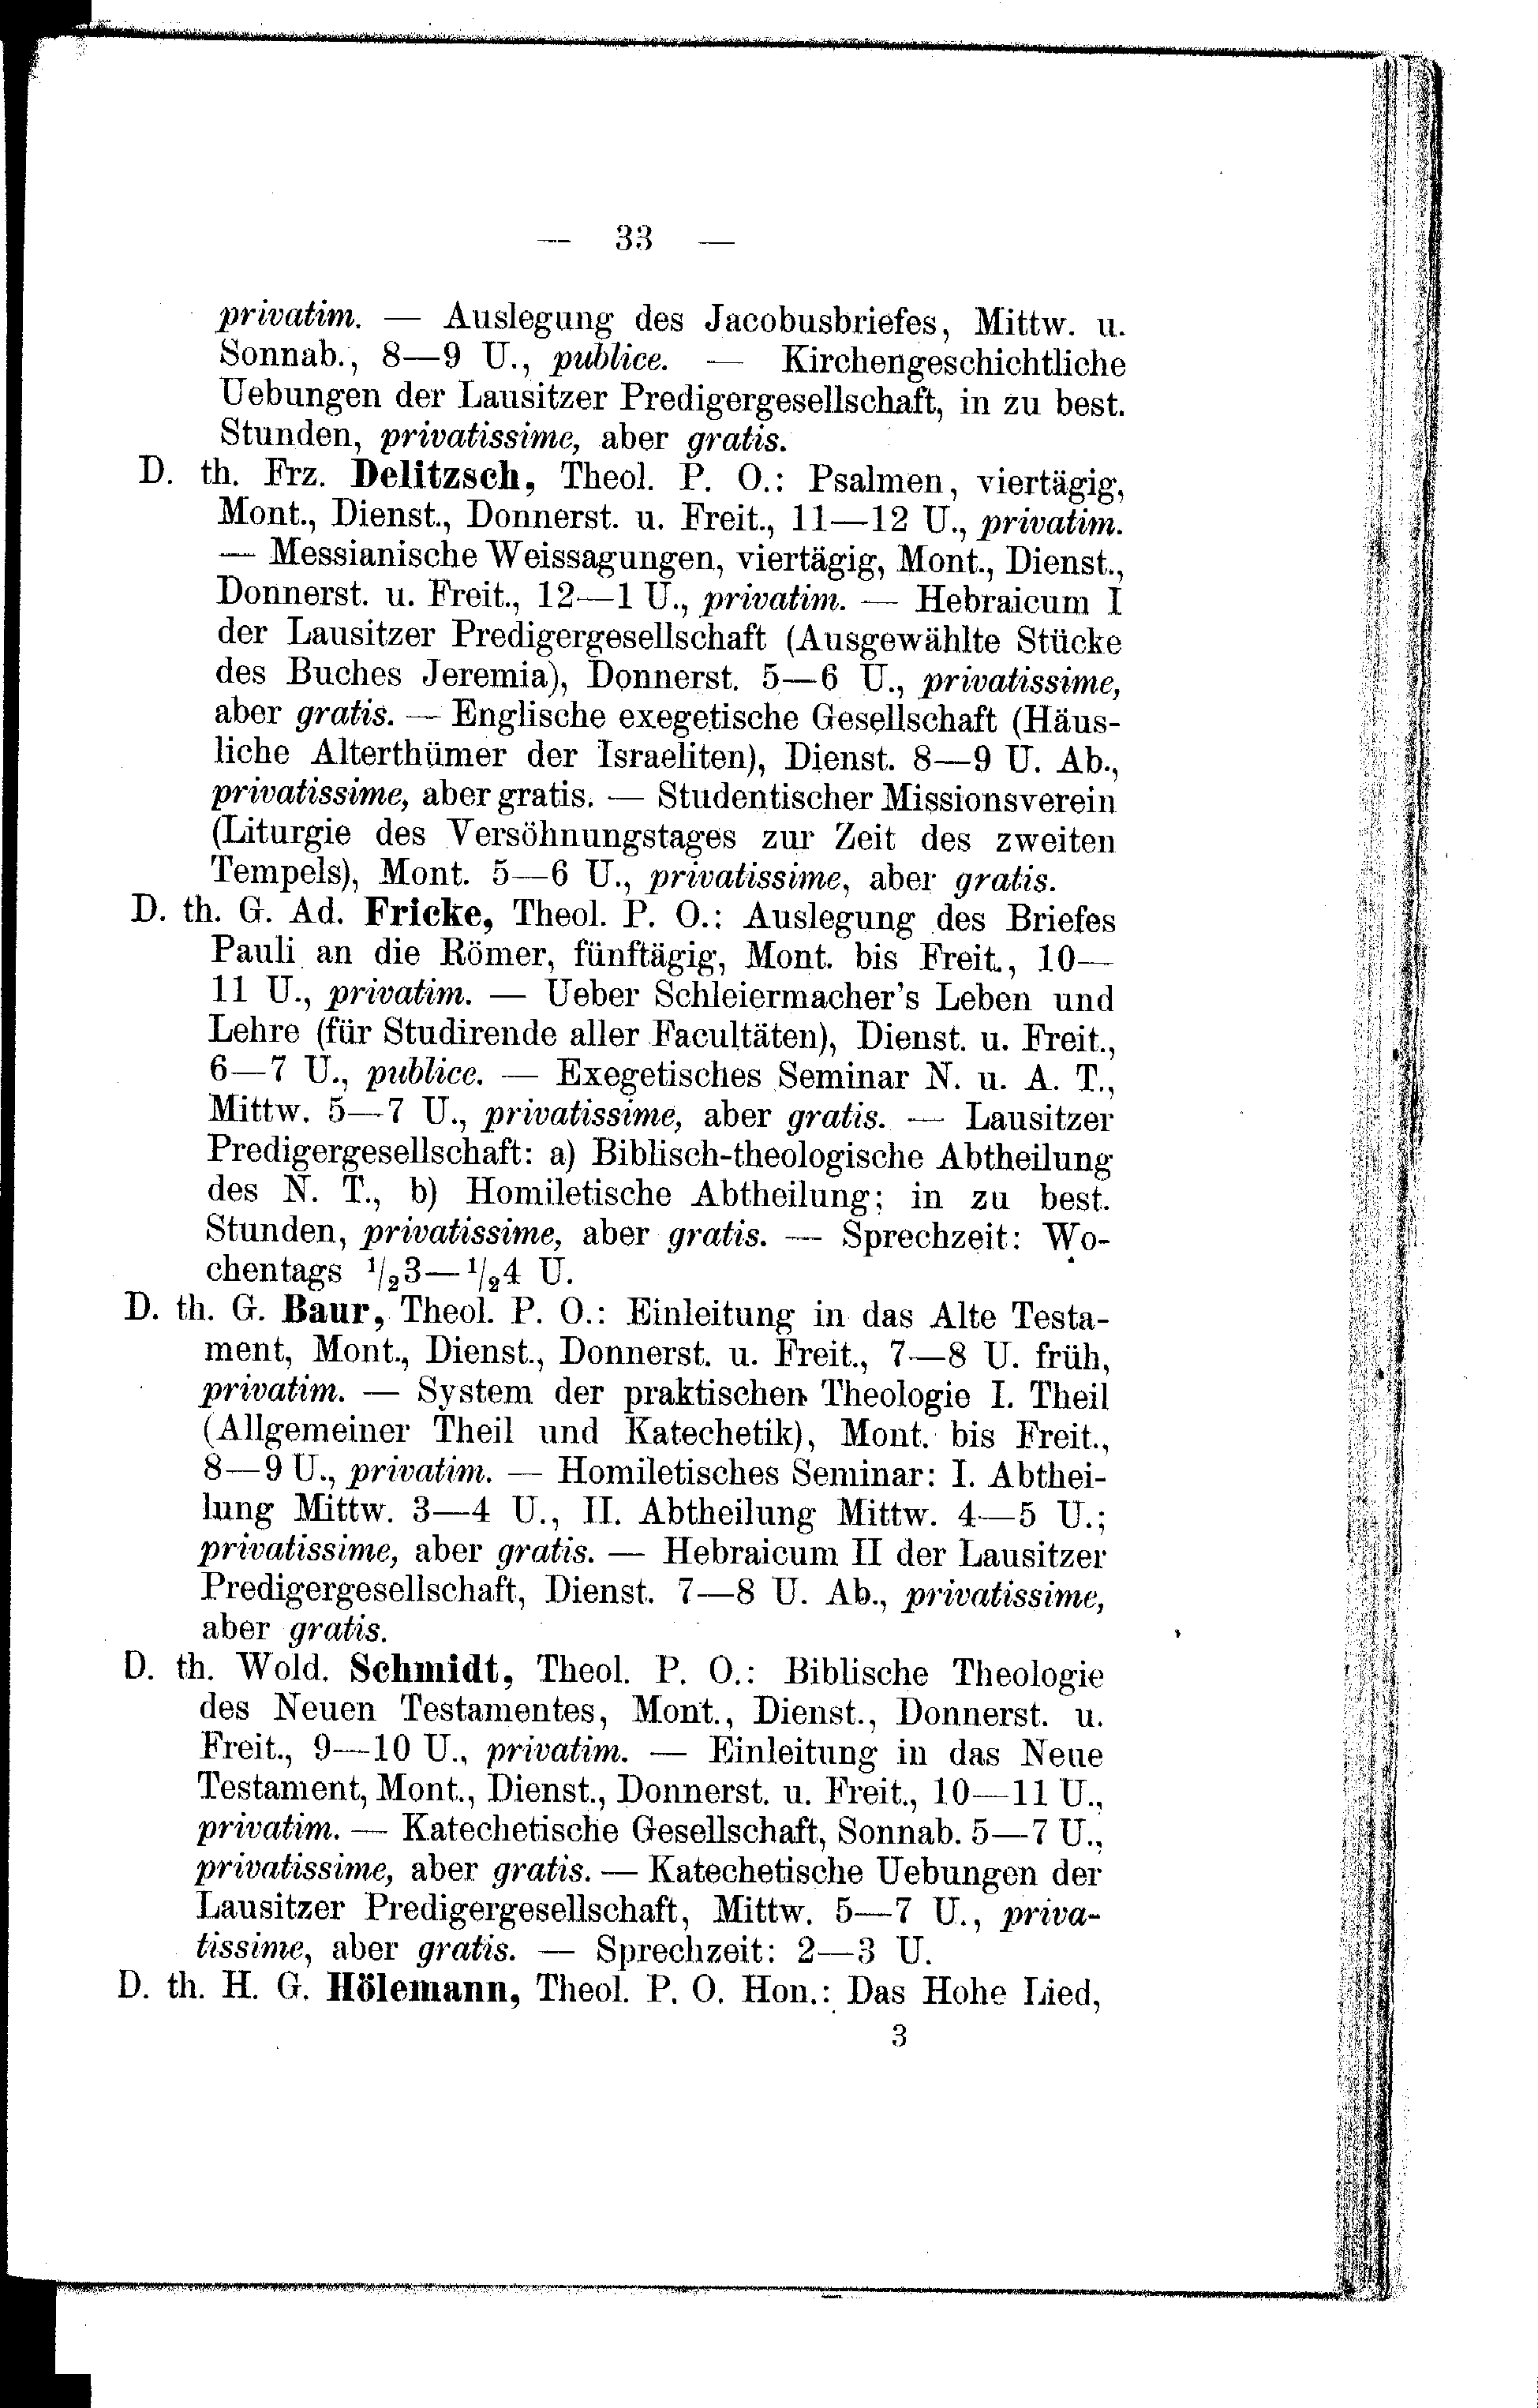 — 33 —
privatim. — Auslegung des Jacobusbriefes, Mittw. u.
Sonnab., 8—9 U., publice. — Kirchengeschichtliche
Uebungen der Lausitzer Predigergesellschaft, in zu best.
Stunden, privatissime, aber gratis.
D. th. Frz. Delitzsch, Theol. P. O.: Psalmen, viertägig,
Mont., Dienst., Donnerst. u. Freit., 11—12 U., privatim.
— Messianische Weissagungen, viertägig, Mont., Dienst.,
Donnerst. u. Freit., 12—1 U., privatim. — Hebraicum I
der Lausitzer Predigergesellschaft (Ausgewählte Stücke
des Buches Jeremia), Donnerst. 5—6 U., privatissime,
aber gratis. — Englische exegetische Gesellschaft (Häus-
liche Alterthümer der Israeliten), Dienst. 8—9 U. Ab.,
privatissime, aber gratis. — Studentischer Missionsverein
(Liturgie des Versöhnungstages zur Zeit des zweiten
Tempels), Mont. 5—6 U., privatissime, aber gratis.
D. th. G. Ad. Fricke, Theol. P. O.: Auslegung des Briefes
Pauli an die Römer, fünftägig, Mont. bis Freit., 10—
11 U., privatim. — Ueber Schleiermacher's Leben und
Lehre (für Studirende aller Facultäten), Dienst. u. Freit.,
6—7 U., publice. — Exegetisches Seminar N. u. A. T.,
Mittw. 5—7 U., privatissime, aber gratis. — Lausitzer
Predigergesellschaft: a) Biblisch-theologische Abtheilung
des N. T., b) Homiletische Abtheilung; in zu best.
Stunden, privatissime, aber gratis. — Sprechzeit: Wo-
chentags 1/23—1/24 U.
D. th. G. Baur, Theol. P. O.: Einleitung in das Alte Testa-
ment, Mont., Dienst., Donnerst. u. Freit., 7—8 U. früh,
privatim. — System der praktischen Theologie I. Theil
(Allgemeiner Theil und Katechetik), Mont. bis Freit.,
8—9 U., privatim. — Homiletisches Seminar: I. Abthei-
lung Mittw. 3—4 U., II. Abtheilung Mittw. 4—5 U.;
privatissime, aber gratis. — Hebraicum II der Lausitzer
Predigergesellschaft, Dienst. 7—8 U. Ab., privatissime,
aber gratis.
D. th. Wold. Schmidt, Theol. P. O.: Biblische Theologie
des Neuen Testamentes, Mont., Dienst., Donnerst. u.
Freit., 9—10 U., privatim. — Einleitung in das Neue
Testament, Mont., Dienst., Donnerst. u. Freit., 10—11 U.,
privatim. — Katechetische Gesellschaft, Sonnab. 5—7 U.,
privatissime, aber gratis. — Katechetische Uebungen der
Lausitzer Predigergesellschaft, Mittw. 5—7 U., priva-
tissime, aber gratis. — Sprechzeit: 2—3 U.
D. th. H. G. Hölemann, Theol. P. O. Hon.: Das Hohe Lied,
3